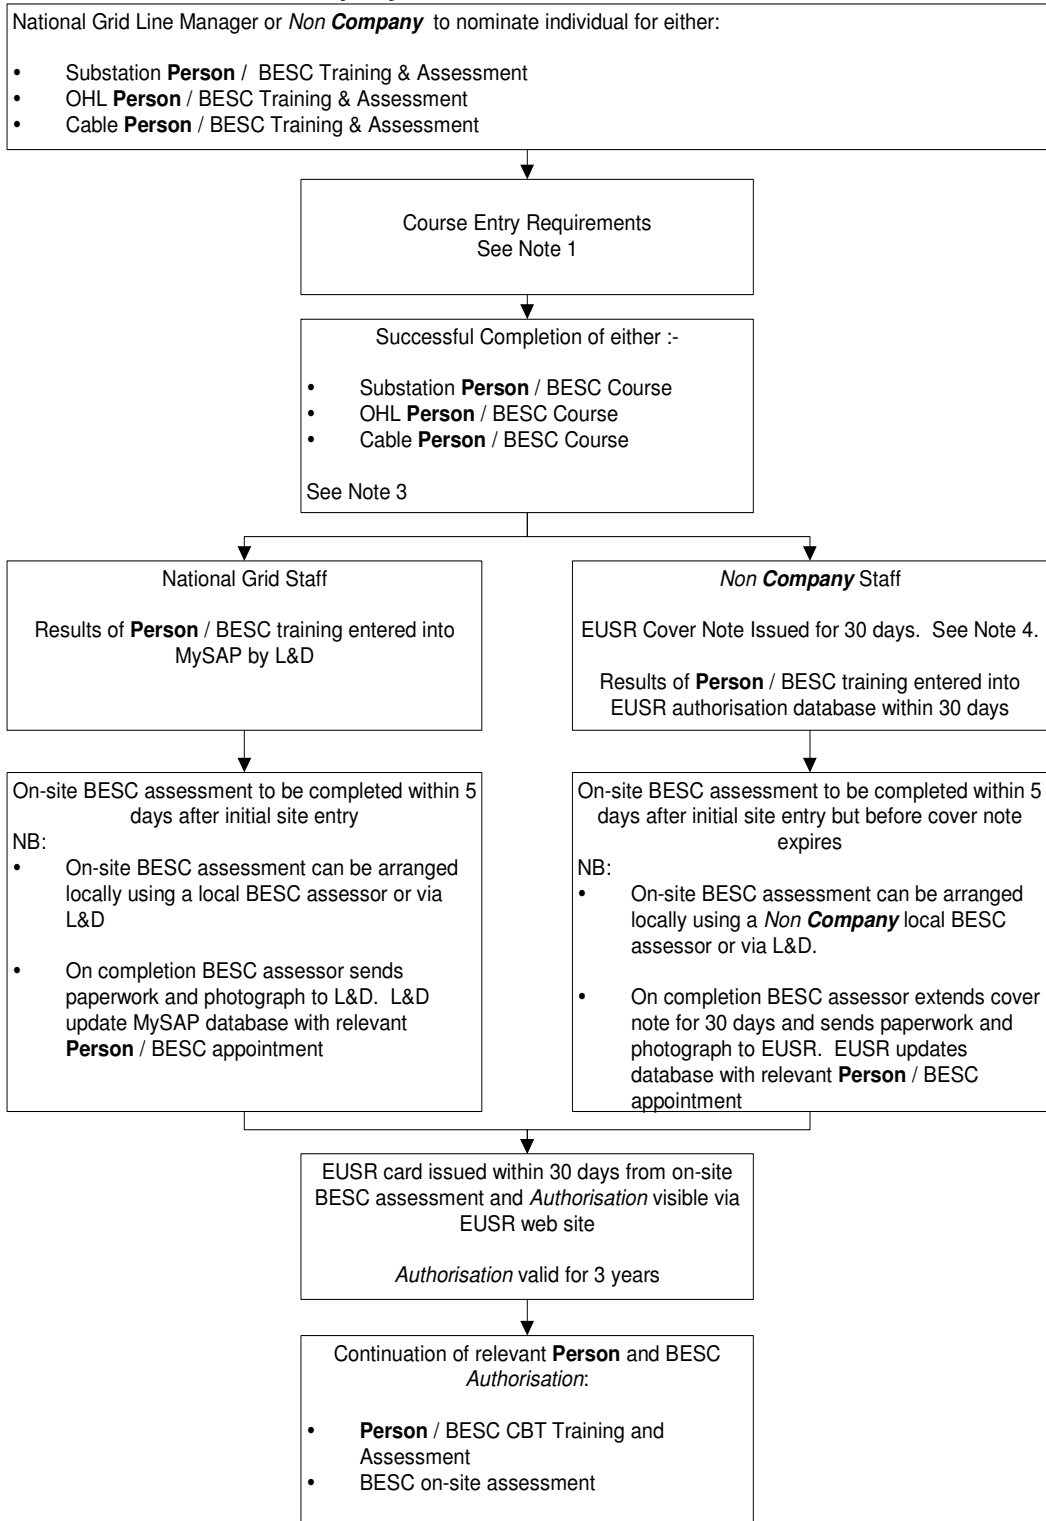 National Grid Line Manager or Non Company to nominate individual for either:
• Substation Person / BESC Training & Assessment
• OHL Person / BESC Training & Assessment
• Cable Person / BESC Training & Assessment
Course Entry Requirements
See Note 1
Successful Completion of either :-
• Substation Person / BESC Course
• OHL Person / BESC Course
• Cable Person / BESC Course
See Note 3
National Grid Staff
Results of Person / BESC training entered into
MySAP by L&D
Non Company Staff
EUSR Cover Note Issued for 30 days. See Note 4.
Results of Person / BESC training entered into
EUSR authorisation database within 30 days
On-site BESC assessment to be completed within 5
days after initial site entry
NB:
• On-site BESC assessment can be arranged
locally using a local BESC assessor or via
L&D
• On completion BESC assessor sends
paperwork and photograph to L&D. L&D
update MySAP database with relevant
Person / BESC appointment
On-site BESC assessment to be completed within 5
days after initial site entry but before cover note
expires
NB:
• On-site BESC assessment can be arranged
locally using a Non Company local BESC
assessor or via L&D.
• On completion BESC assessor extends cover
note for 30 days and sends paperwork and
photograph to EUSR. EUSR updates
database with relevant Person / BESC
appointment
EUSR card issued within 30 days from on-site
BESC assessment and Authorisation visible via
EUSR web site
Authorisation valid for 3 years
Continuation of relevant Person and BESC
Authorisation:
• Person / BESC CBT Training and
Assessment
• BESC on-site assessment